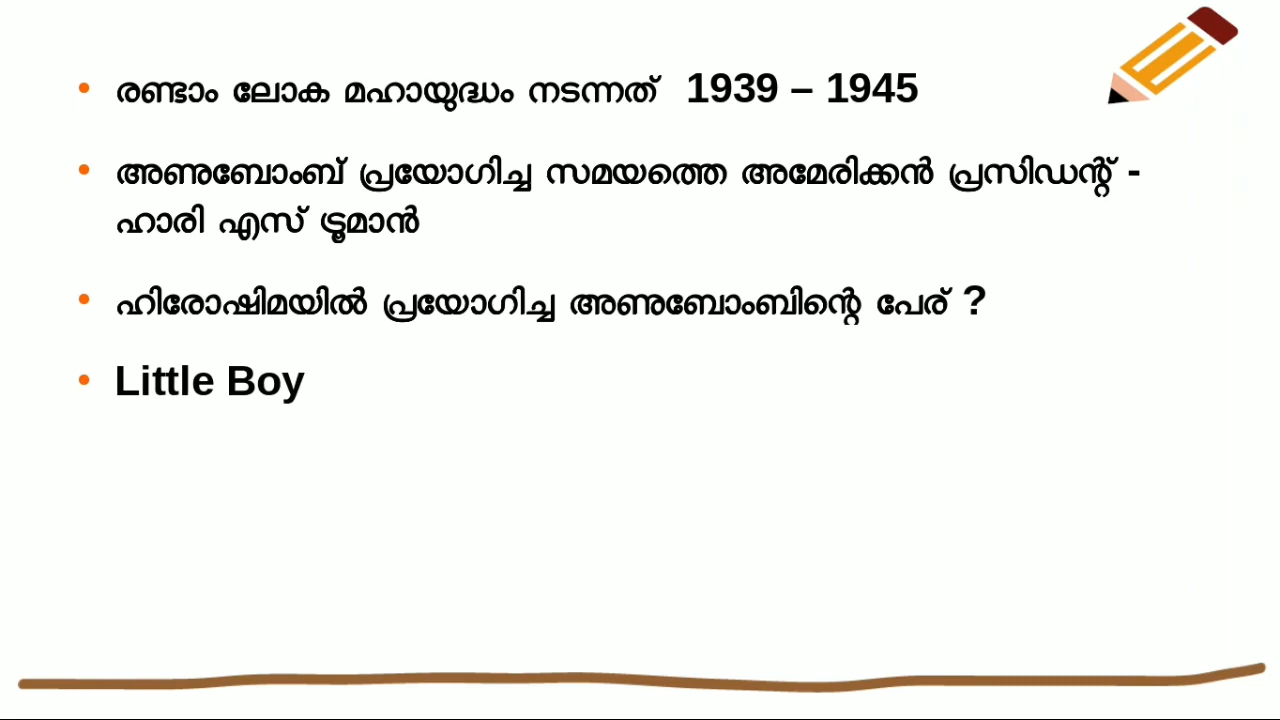 • രണ്ടാം ലോക മഹായുദ്ധം നടന്നത് 1939 – 1945
• അണുബോംബ് പ്രയോഗിച്ച സമയത്തെ അമേരിക്കൻ പ്രസിഡന്റ് -
ഹാരി എസ് ട്രൂമാൻ
• ഹിരോഷിമയിൽ പ്രയോഗിച്ച അണുബോംബിന്റെ പേര് ?
• Little Boy